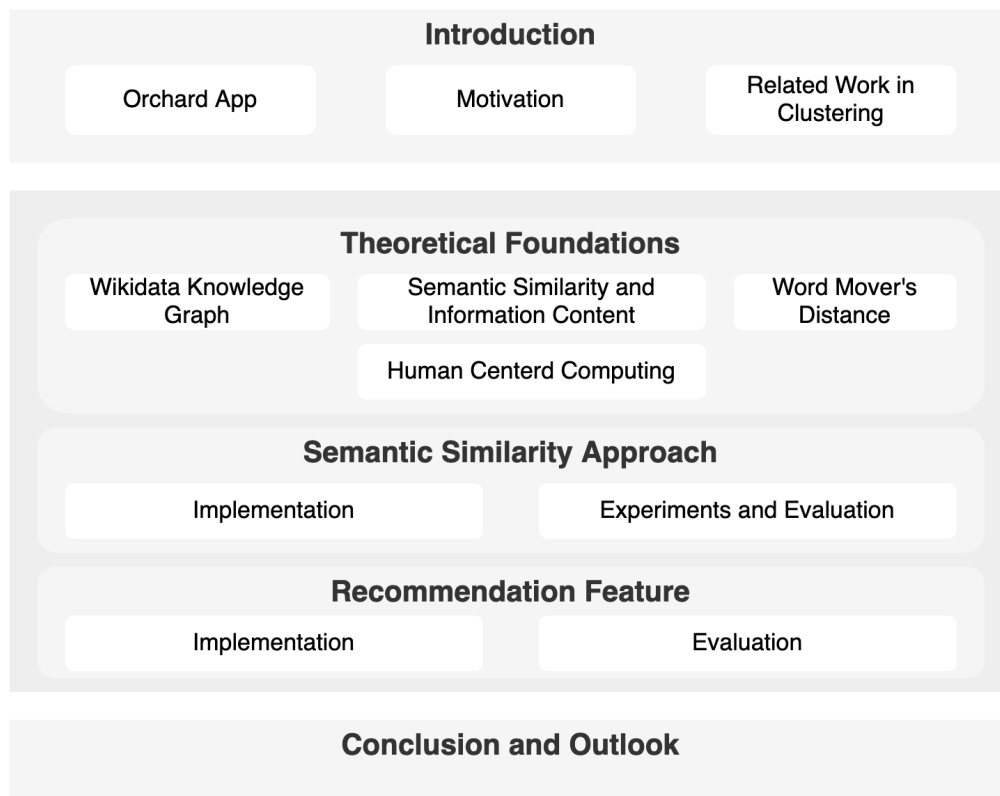 Introduction
Orchard App
Motivation
Related Work in
Clustering
Theoretical Foundations
Wikidata Knowledge
Graph
Semantic Similarity and
Information Content
Word Mover's
Distance
Human Centerd Computing
Semantic Similarity Approach
Implementation
Experiments and Evaluation
Recommendation Feature
Implementation
Evaluation
Conclusion and Outlook